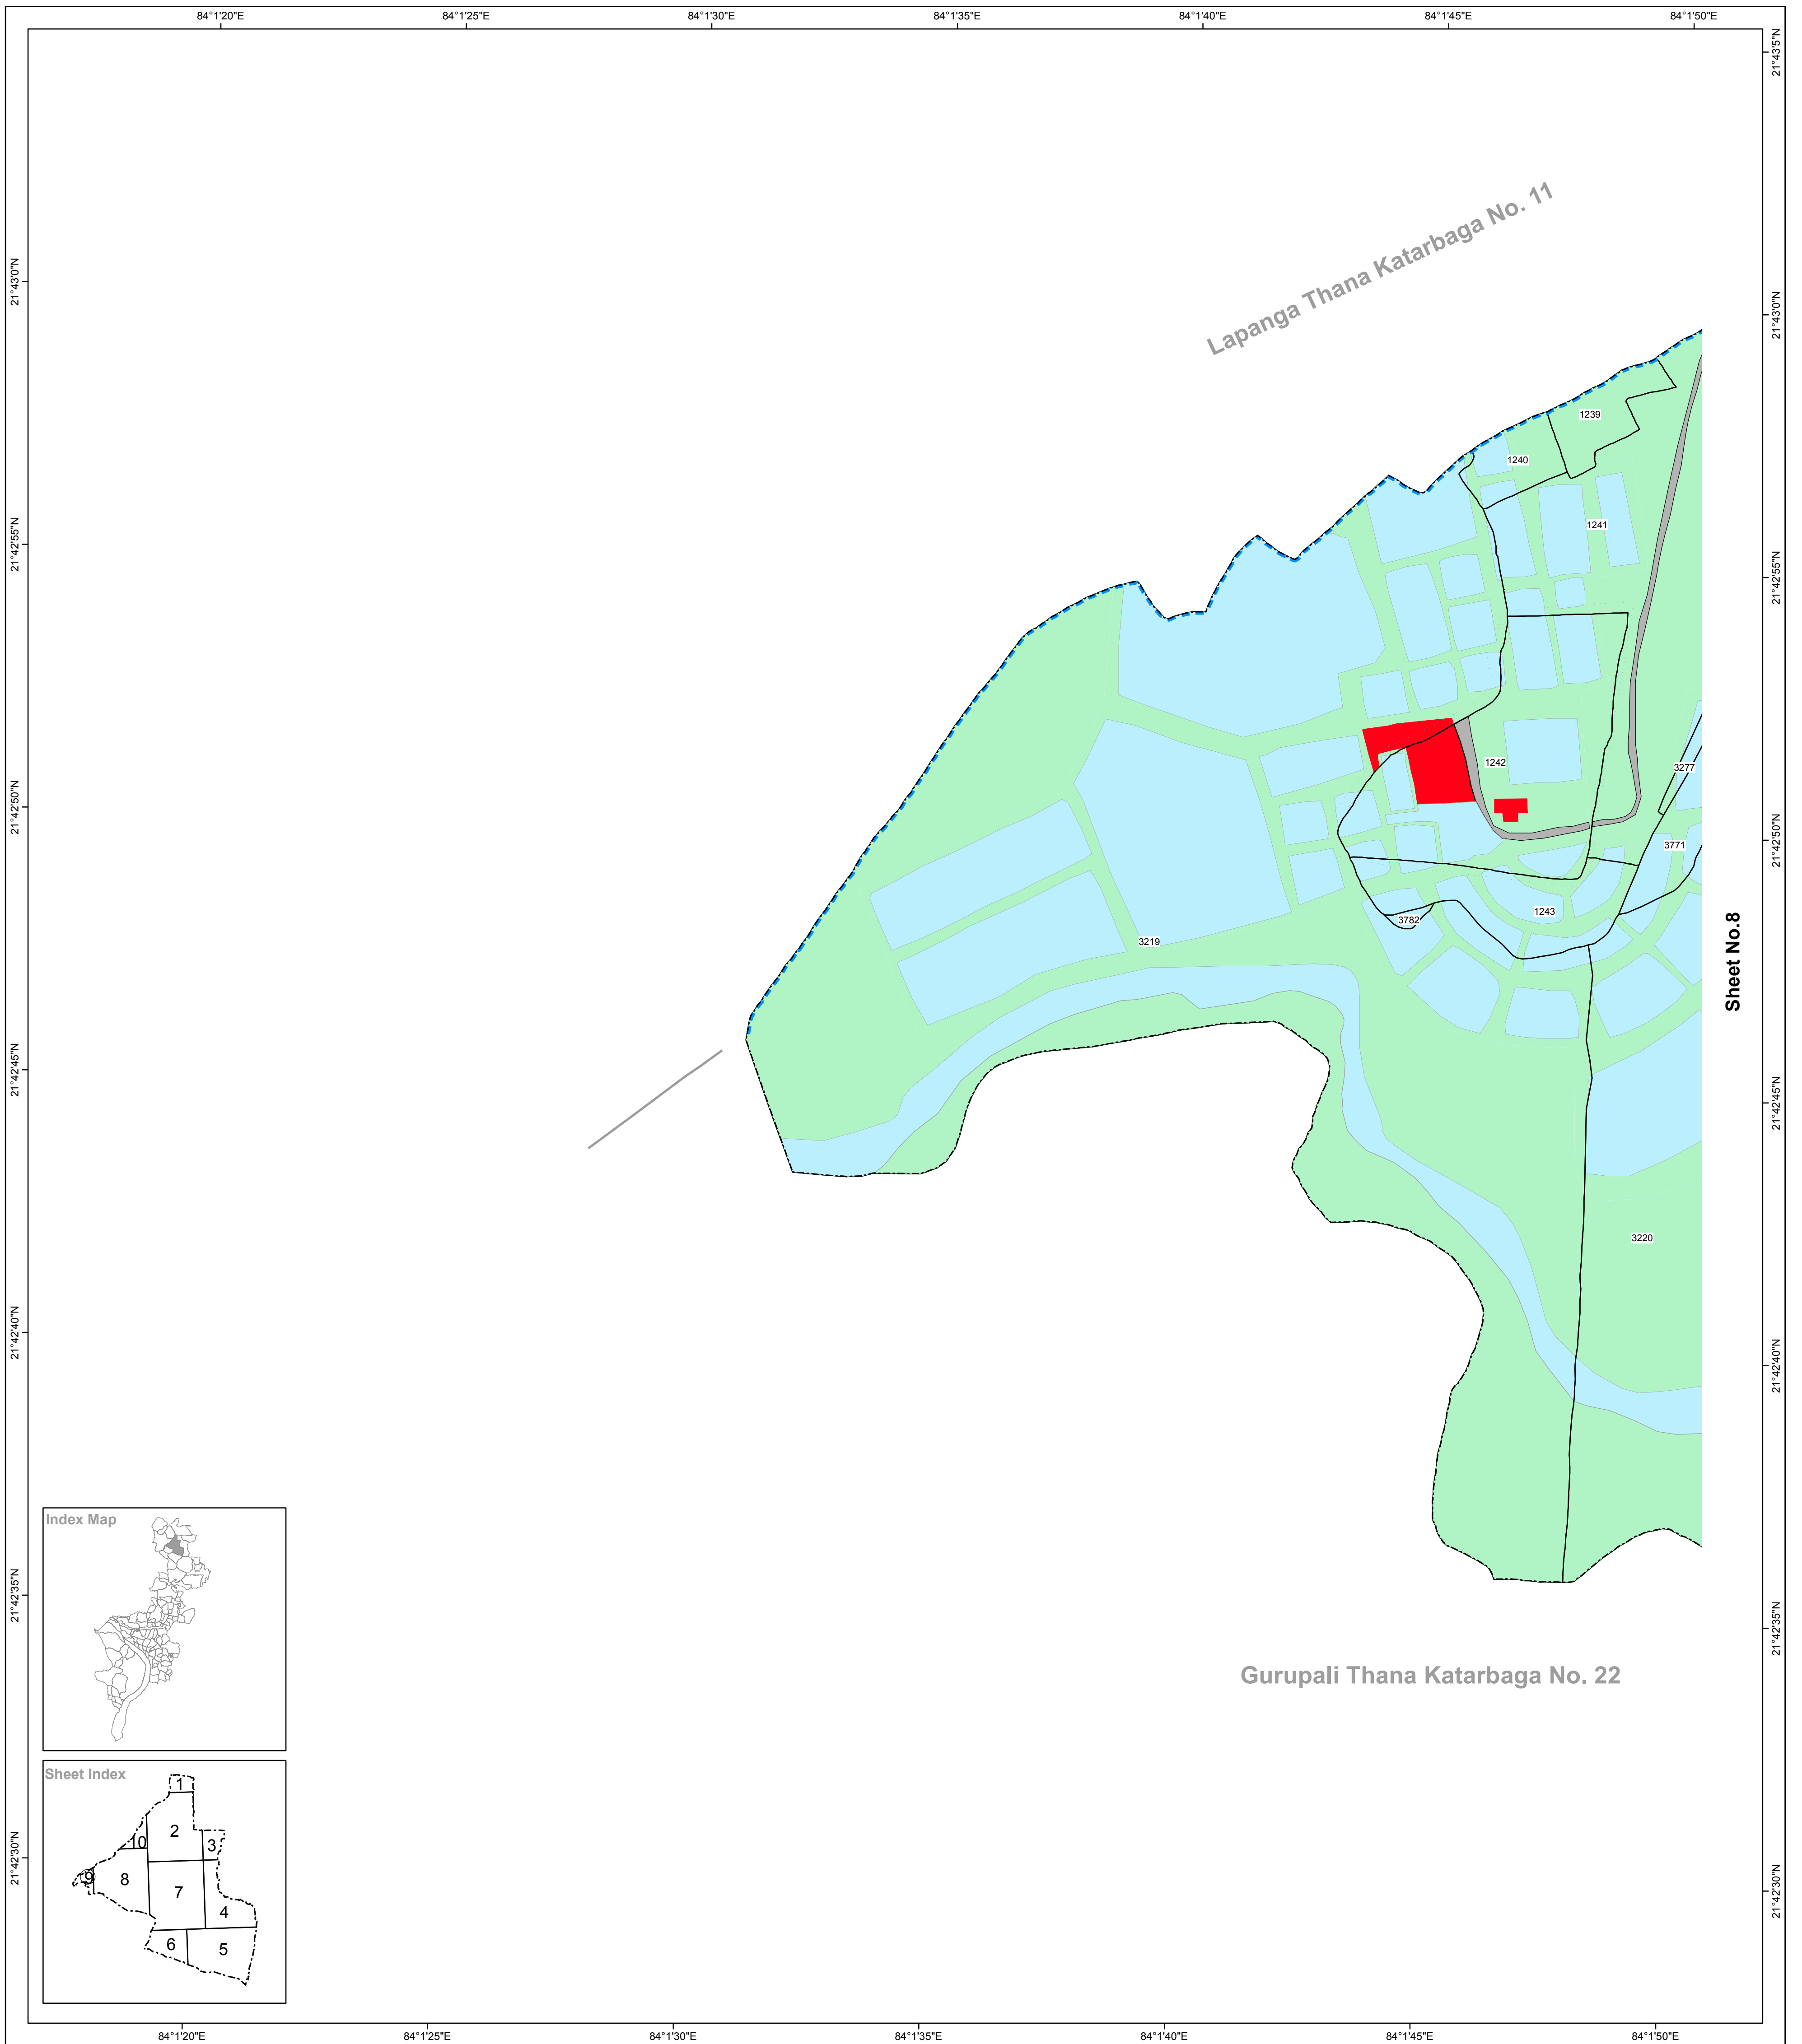 84°1'20"E 84°1'25"E 84°1'30"E 84°1'35"E 84°1'40"E 84°1'45"E 84°1'50"E
21°43'5"N
Lapanga Thana Katarbaga No. 11
21°43'0"N
21°43'0"N
1239
1240
1241
21°42'55"N
21°42'55"N
1242
3277
21°42'50"N
21°42'50"N
3771
1243
3782
3219
Sheet No.8
21°42'45"N
21°42'45"N
3220
21°42'40"N
21°42'40"N
Index Map
21°42'35"N
21°42'35"N
Gurupali Thana Katarbaga No. 22
Sheet Index
1
2
10
3
9
8
7
4
6
5
21°42'30"N
21°42'30"N
84°1'20"E 84°1'25"E 84°1'30"E 84°1'35"E 84°1'40"E 84°1'45"E 84°1'50"E